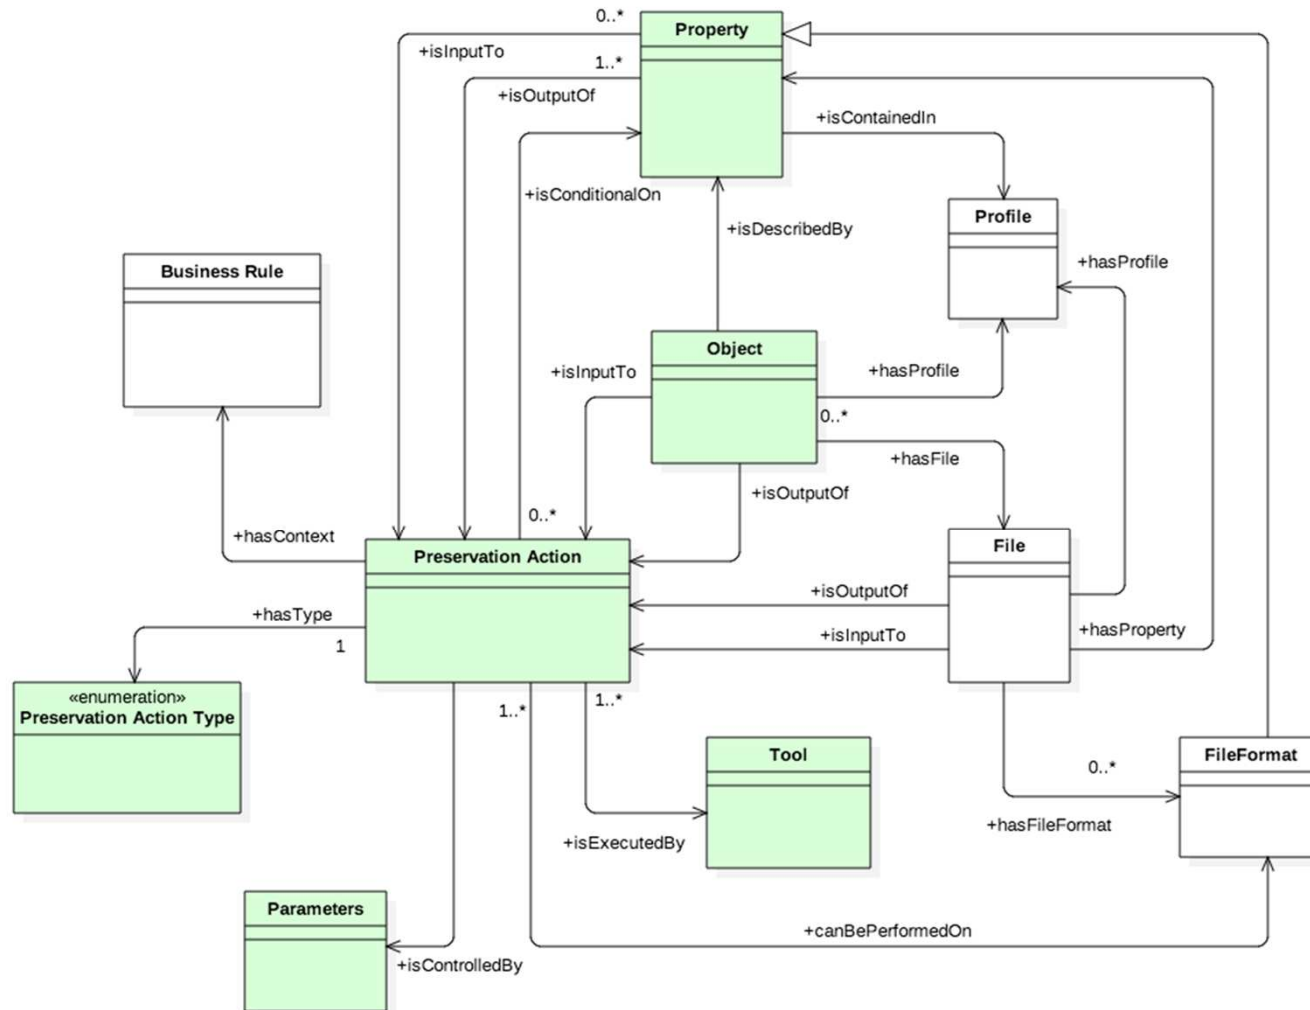 0..*
Property
+isInputTo
1..*
+isOutputOf
+isContainedIn
+isConditionalOn
Profile
+isDescribedBy
+hasProfile
Business Rule
Object
+isInputTo
+hasProfile
0..*
+hasFile
+isOutputOf
0..*
+hasContext
Preservation Action
File
+isOutputOf
+hasType
+isInputTo
+hasProperty
1
«enumeration»
Preservation Action Type
1..*
1..*
Tool
FileFormat
0..*
+hasFileFormat
+isExecutedBy
Parameters
+canBePerformedOn
+isControlledBy